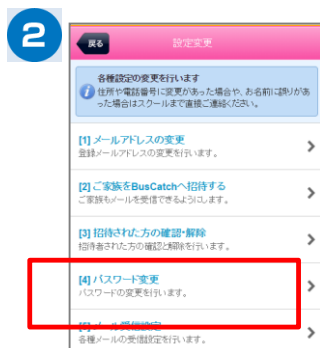 2
戻る
設定変更
各種設定の変更を行います
住所や電話番号に変更があった場合や、お名前に誤りがあ
った場合はスクールまで直接ご連絡ください。
[1] メールアドレスの変更
登録メールアドレスの変更を行います。
[2] ご家族をBusCatchへ招待する
ご家族もメールを受信できるようにします。
[3] 招待された方の確認・解除
招待者された方の確認と解除を行います。
[4] パスワード変更
パスワードの変更を行います。
[5] メール受信設定
各種メールの受信設定を行います。